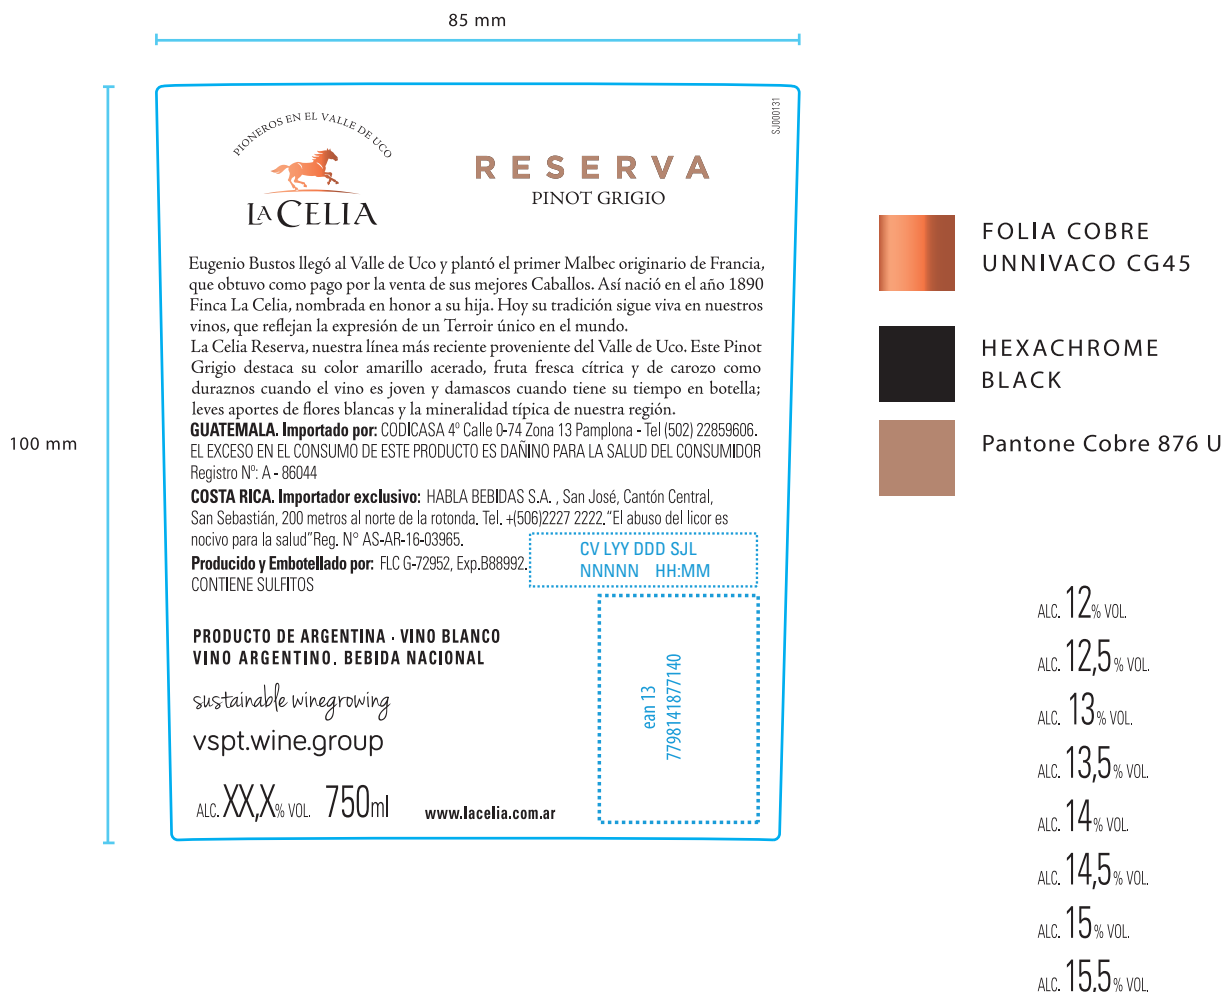 85 mm
100 mm
SJ000131
PIONEROS EN EL VALLE DE UCO
LA CELIA
RESERVA
PINOT GRIGIO
Eugenio Bustos llegó al Valle de Uco y plantó el primer Malbec originario de Francia,
que obtuvo como pago por la venta de sus mejores Caballos. Así nació en el año 1890
Finca La Celia, nombrada en honor a su hija. Hoy su tradición sigue viva en nuestros
vinos, que reflejan la expresión de un Terroir único en el mundo.
La Celia Reserva, nuestra línea más reciente proveniente del Valle de Uco. Este Pinot
Grigio destaca su color amarillo acerado, fruta fresca cítrica y de carozo como
duraznos cuando el vino es joven y damascos cuando tiene su tiempo en botella;
leves aportes de flores blancas y la mineralidad típica de nuestra región.
GUATEMALA. Importado por: CODICASA 4º Calle 0-74 Zona 13 Pamplona - Tel (502) 22859606.
EL EXCESO EN EL CONSUMO DE ESTE PRODUCTO ES DAÑINO PARA LA SALUD DEL CONSUMIDOR
Registro Nº: A - 86044
COSTA RICA. Importador exclusivo: HABLA BEBIDAS S.A. , San José, Cantón Central,
San Sebastián, 200 metros al norte de la rotonda. Tel. +(506)2227 2222.“El abuso del licor es
nocivo para la salud”Reg. N° AS-AR-16-03965.
Producido y Embotellado por: FLC G-72952, Exp.B88992.
CONTIENE SULFITOS
CV LYY DDD SJL
NNNNN HH:MM
PRODUCTO DE ARGENTINA · VINO BLANCO
VINO ARGENTINO. BEBIDA NACIONAL
sustainable winegrowing
vspt.wine.group
ALC. XX,X% VOL. 750ml
www.lacelia.com.ar
ean 13
7798141877140
FOLIA COBRE
UNNIVACO CG45
HEXACHROME
BLACK
Pantone Cobre 876 U
ALC. 12% VOL.
ALC. 12,5% VOL.
ALC. 13% VOL.
ALC. 13,5% VOL.
ALC. 14% VOL.
ALC. 14,5% VOL.
ALC. 15% VOL.
ALC. 15,5% VOL.